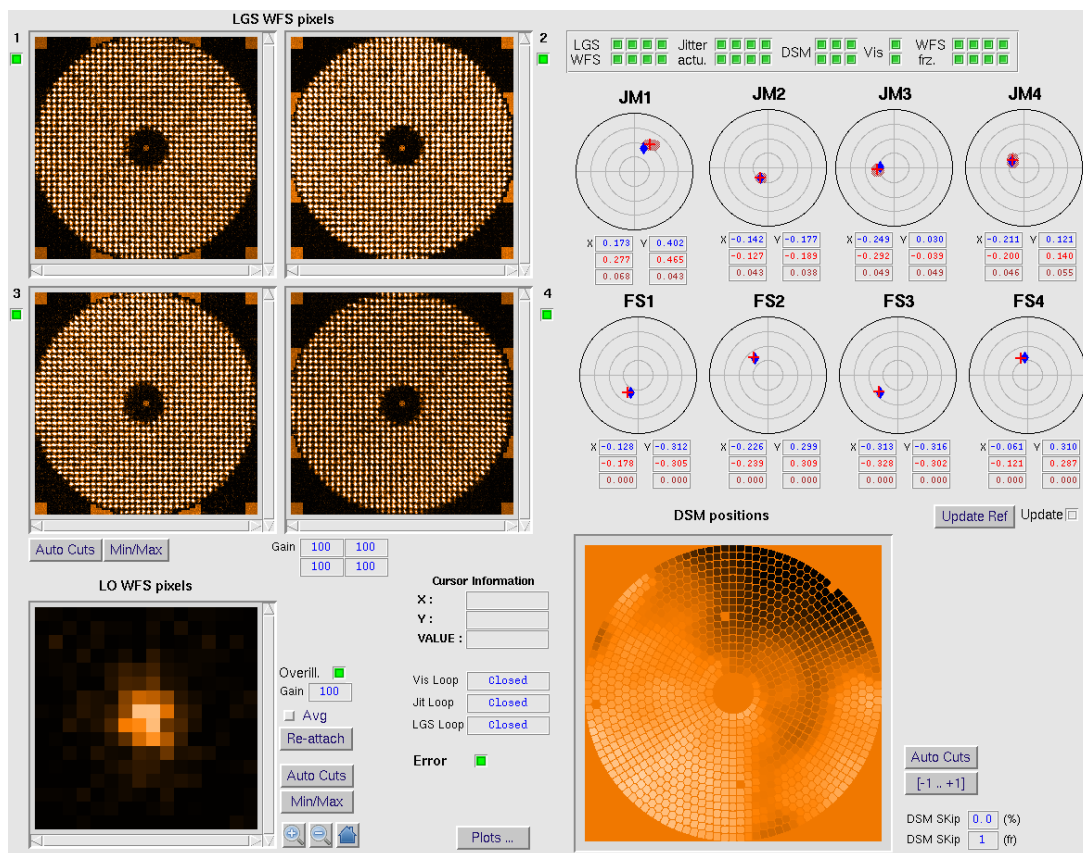 LGS WFS pixels
1
2
LGS Jitter DSM Vis WFS
WFS actu. frz.
JM1 JM2 JM3 JM4
X 0.173 Y 0.402 X -0.142 Y -0.177 X -0.249 Y 0.030 X -0.211 Y 0.121
0.277 0.465 -0.127 -0.189 -0.292 -0.039 -0.200 0.140
0.068 0.043 0.043 0.038 0.049 0.049 0.046 0.055
3
4
FS1 FS2 FS3 FS4
X -0.128 Y -0.312 X -0.226 Y 0.299 X -0.313 Y -0.316 X -0.061 Y 0.310
-0.178 -0.305 -0.239 0.309 -0.328 -0.302 -0.121 0.287
0.000 0.000 0.000 0.000 0.000 0.000 0.000 0.000
Auto Cuts Min/Max
Gain 100 100
100 100
DSM positions
Update Ref Update
LO WFS pixels
Cursor Information
X :
Y :
VALUE :
Overill.
Gain 100
Avg
Re-attach
Auto Cuts
Min/Max
Vis Loop Closed
Jit Loop Closed
LGS Loop Closed
Error
Plots ...
Auto Cuts
[-1 .. +1]
DSM SKip 0.0 (%)
DSM SKip 1 (fr)